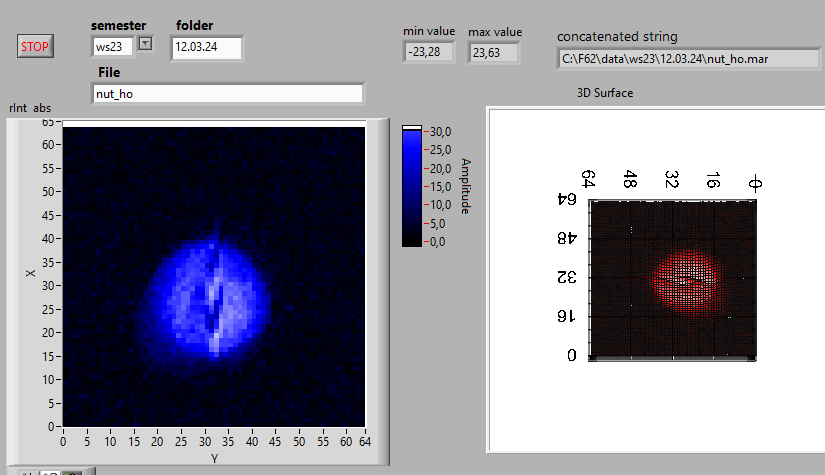 semester
folder
STOP
ws23
12.03.24
min value
max value
-23,28
23,63
concatenated string
C:\F62\data\ws23\12.03.24\nut_ho.mar
File
nut_ho
3D Surface
rInt abs
65
60
55
50
45
40
35
30
25
20
15
10
5
0
X
0 5 10 15 20 25 30 35 40 45 50 55 60 64
Y
30,0
25,0
20,0
15,0
10,0
5,0
0,0
Amplitude
64 48 32 16 0
64
48
32
16
0